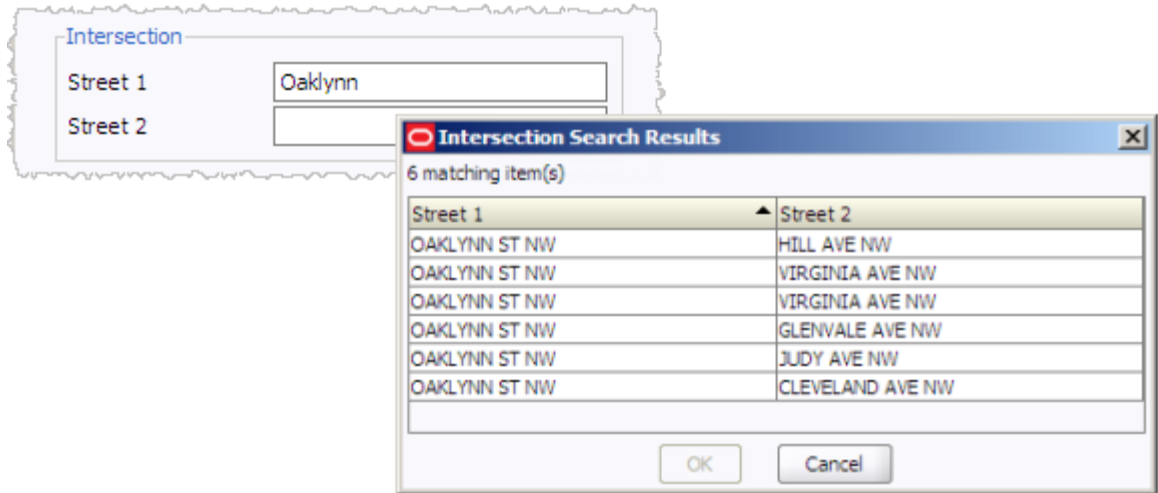 Intersection
Street 1 Oaklynn
Street 2
Intersection Search Results
6 matching item(s)
Street 1 Street 2
OAKLYNN ST NW HILL AVE NW
OAKLYNN ST NW VIRGINIA AVE NW
OAKLYNN ST NW VIRGINIA AVE NW
OAKLYNN ST NW GLENVALE AVE NW
OAKLYNN ST NW JUDY AVE NW
OAKLYNN ST NW CLEVELAND AVE NW
OK Cancel